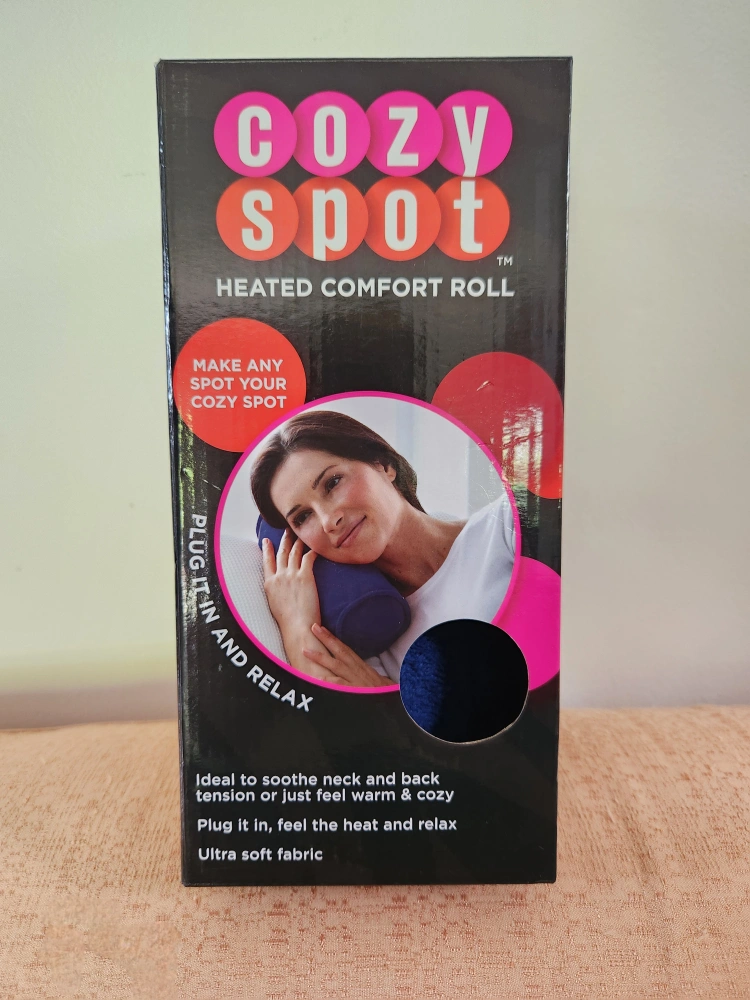 cozy
spot
TM
HEATED COMFORT ROLL
MAKE ANY
SPOT YOUR
COZY SPOT
PLUG IT IN AND RELAX
Ideal to soothe neck and back
tension or just feel warm & cozy
Plug it in, feel the heat and relax
Ultra soft fabric